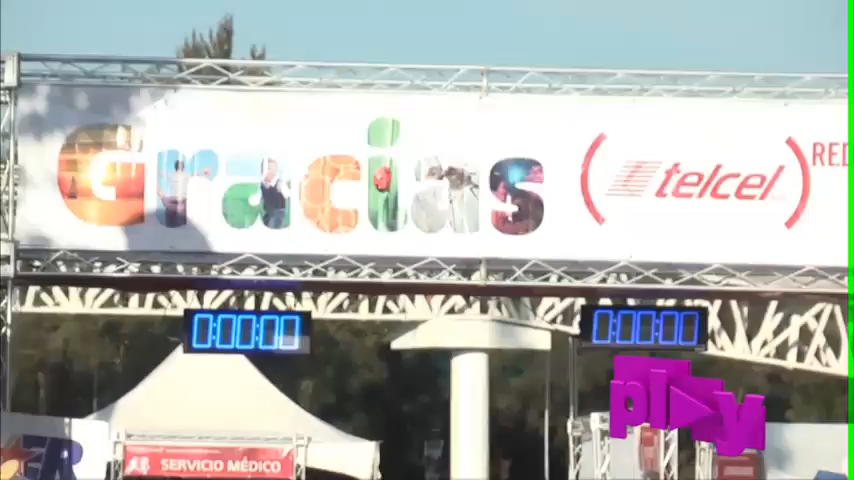 Gracias
(telcel)
RED
0:00:00
0:00:00
play
SERVICIO MÉDICO